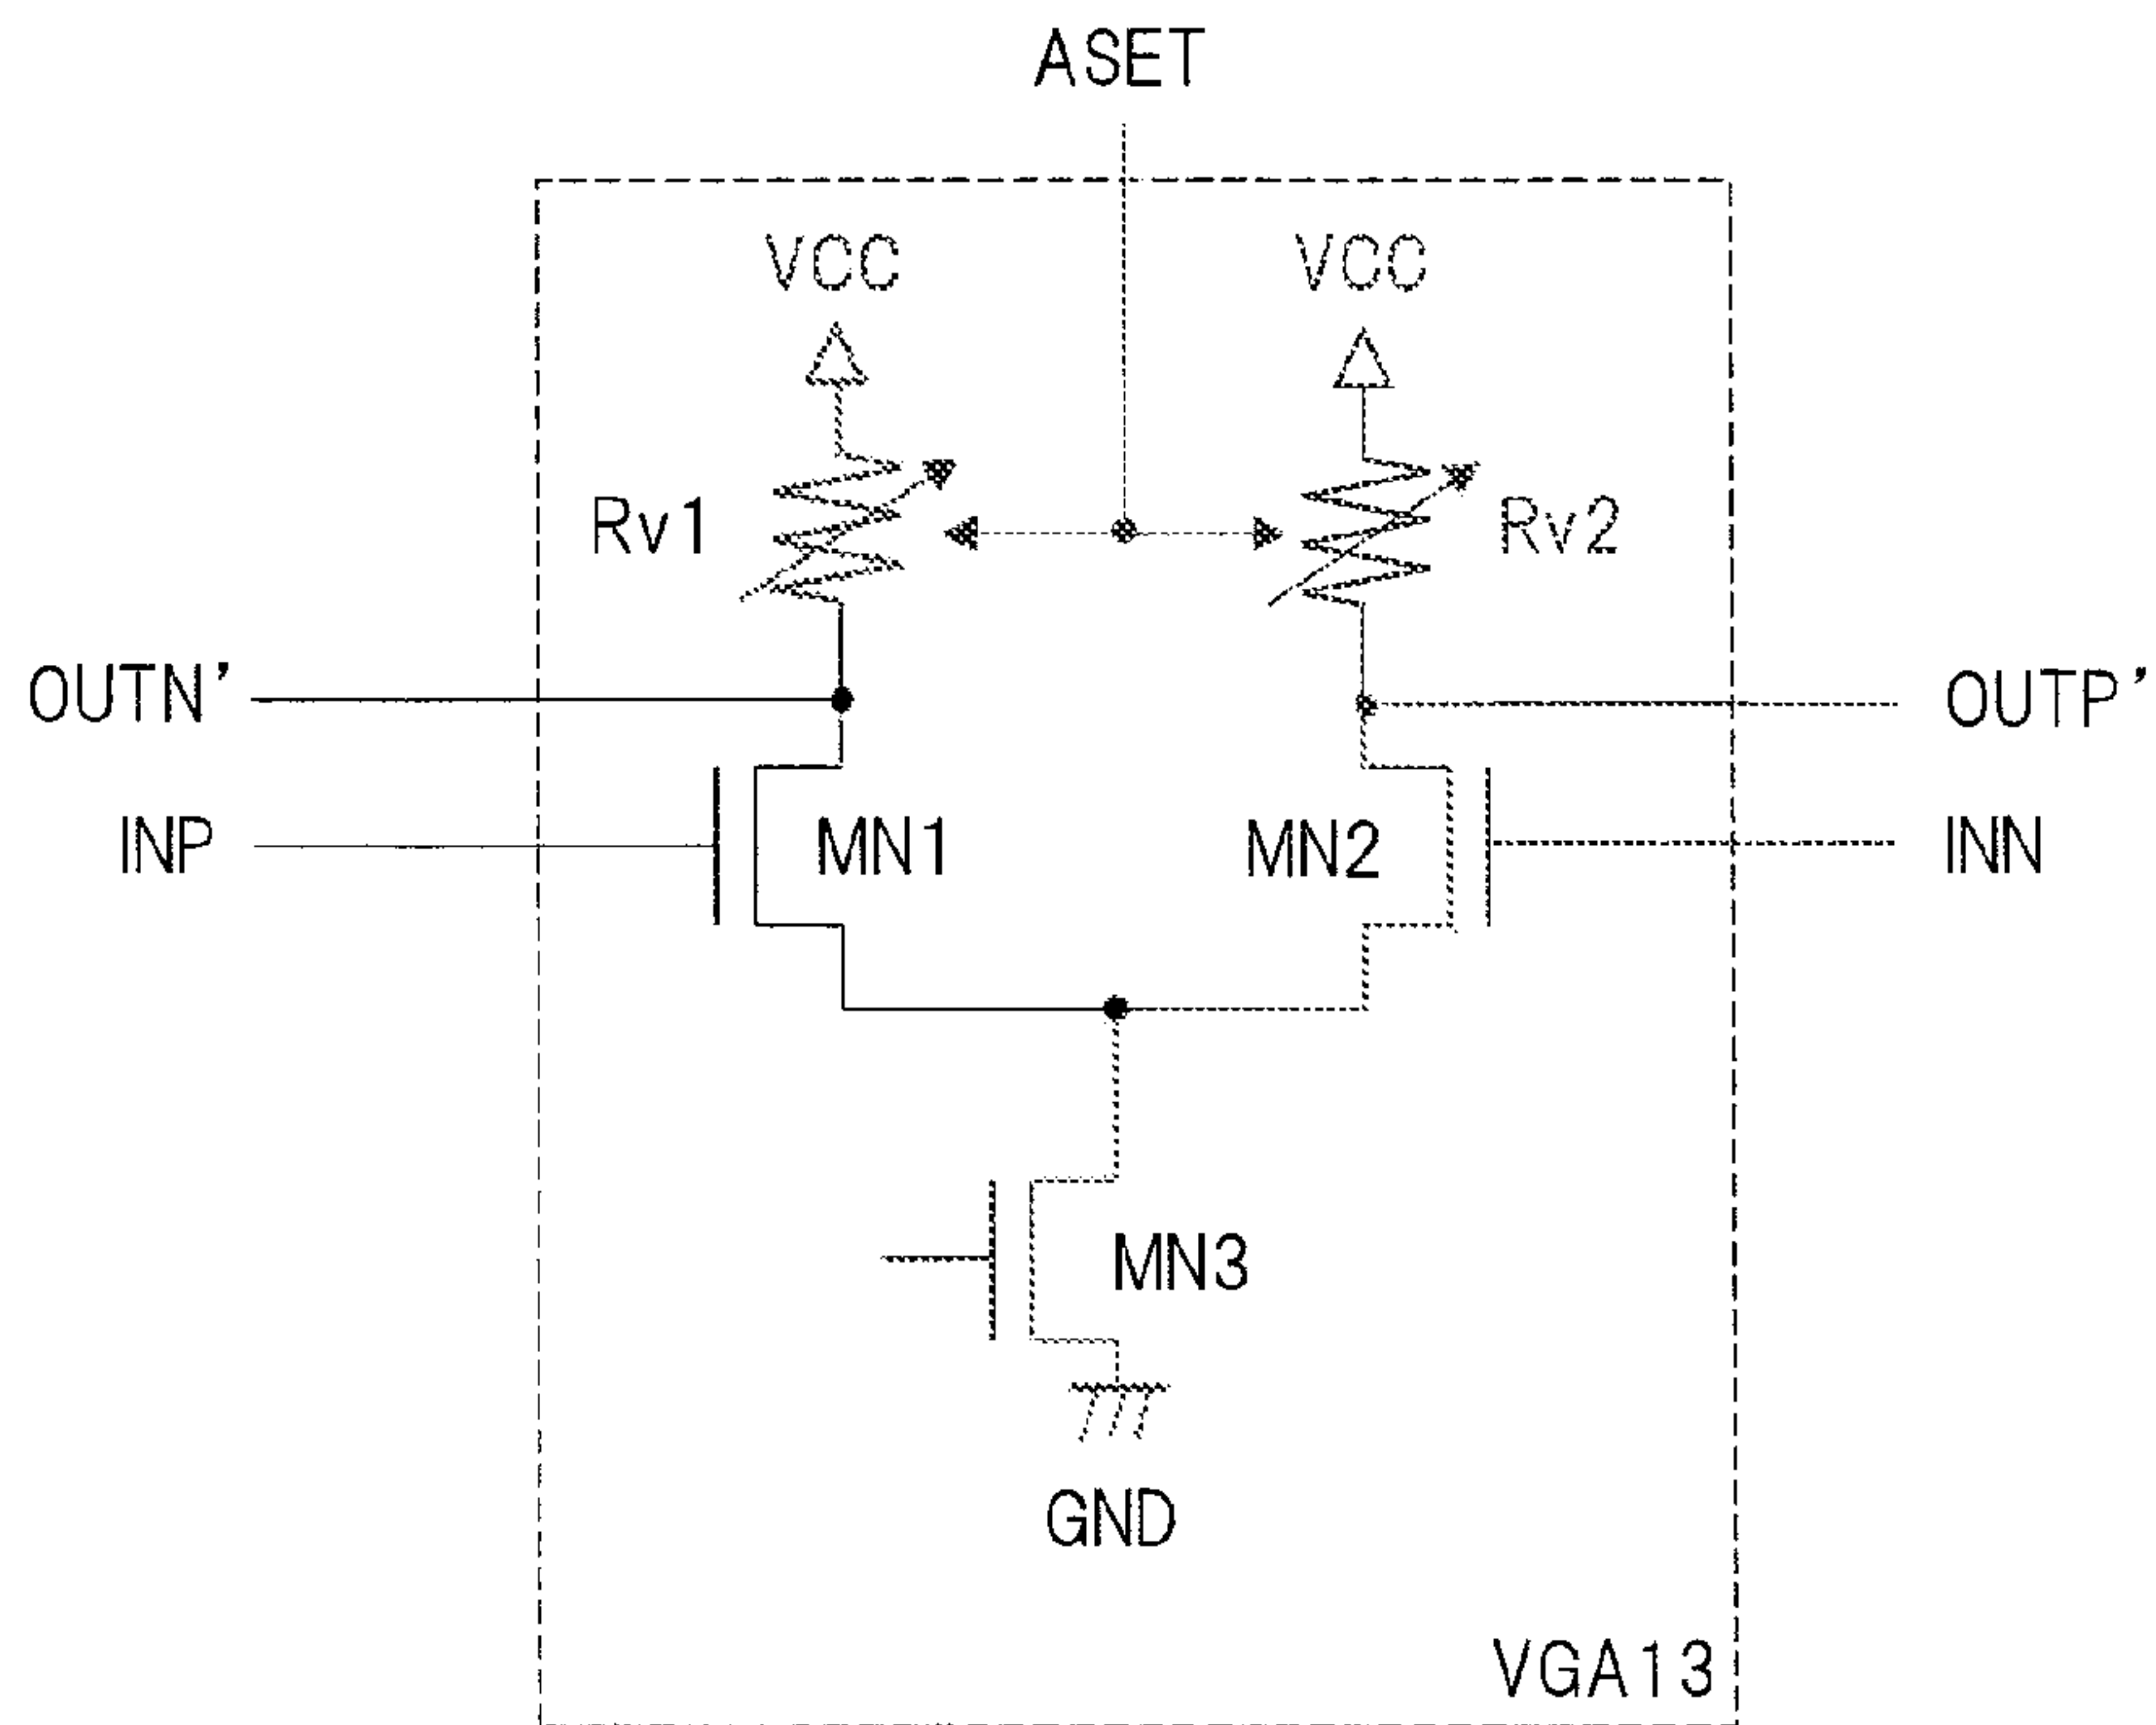 ASET
VCC
VCC
Rv1
Rv2
OUTN'
OUTP'
INP
MN1
MN2
INN
MN3
GND
VGA13